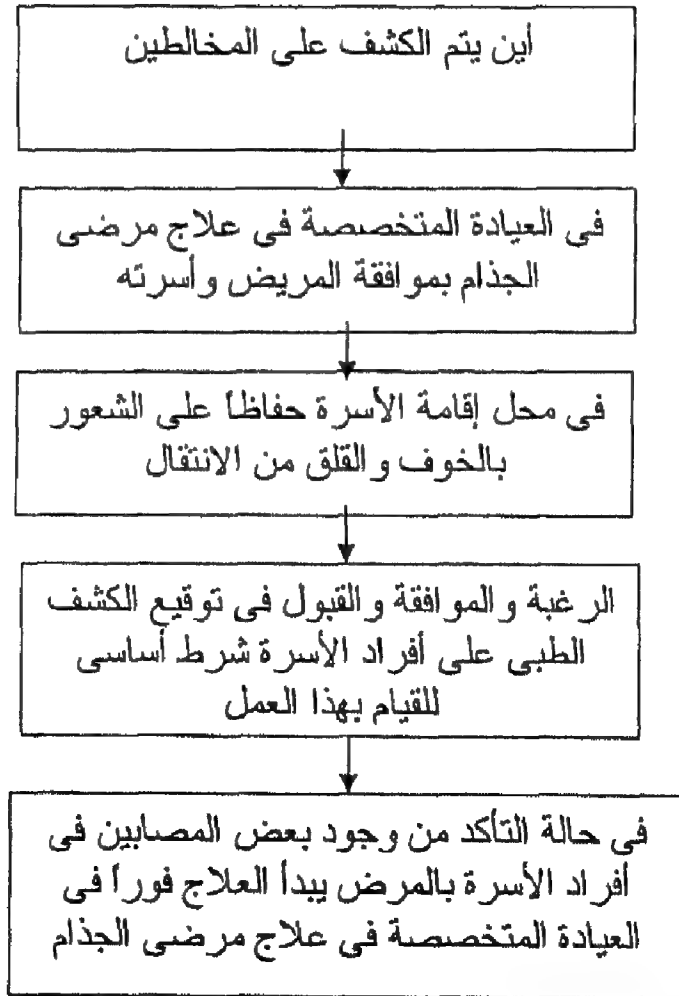 أين يتم الكشف على المخالطين
فى العيادة المتخصصة فى علاج مرضى
الجذام بموافقة المريض وأسرته
فى محل إقامة الأسرة حفاظاً على الشعور
بالخوف والقلق من الانتقال
الرغبة والموافقة والقبول فى توقيع الكشف
الطبى على أفراد الأسرة شرط أساسى
للقيام بهذا العمل
فى حالة التأكد من وجود بعض المصابين فى
أفراد الأسرة بالمرض يبدأ العلاج فوراً فى
العيادة المتخصصة فى علاج مرضى الجذام